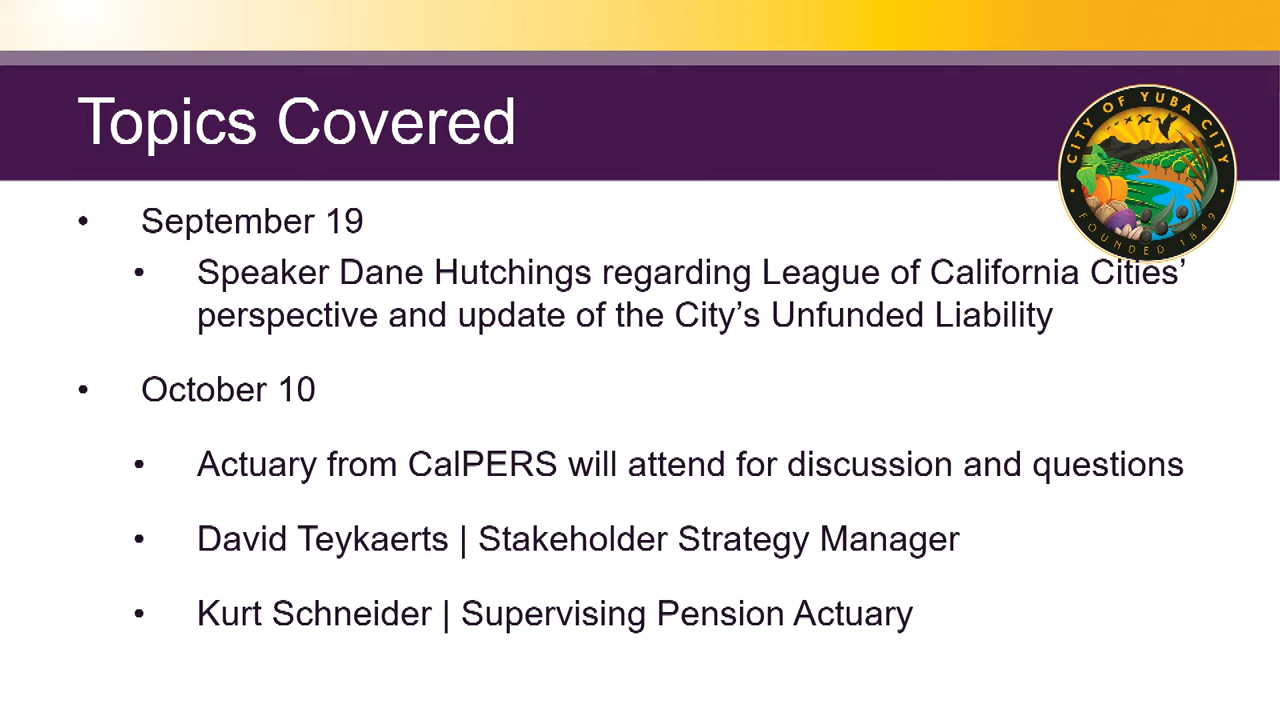 Topics Covered
CITY OF YUBA CITY
FOUNDED 1849
• September 19
• Speaker Dane Hutchings regarding League of California Cities’
perspective and update of the City’s Unfunded Liability
• October 10
• Actuary from CalPERS will attend for discussion and questions
• David Teykaerts | Stakeholder Strategy Manager
• Kurt Schneider | Supervising Pension Actuary